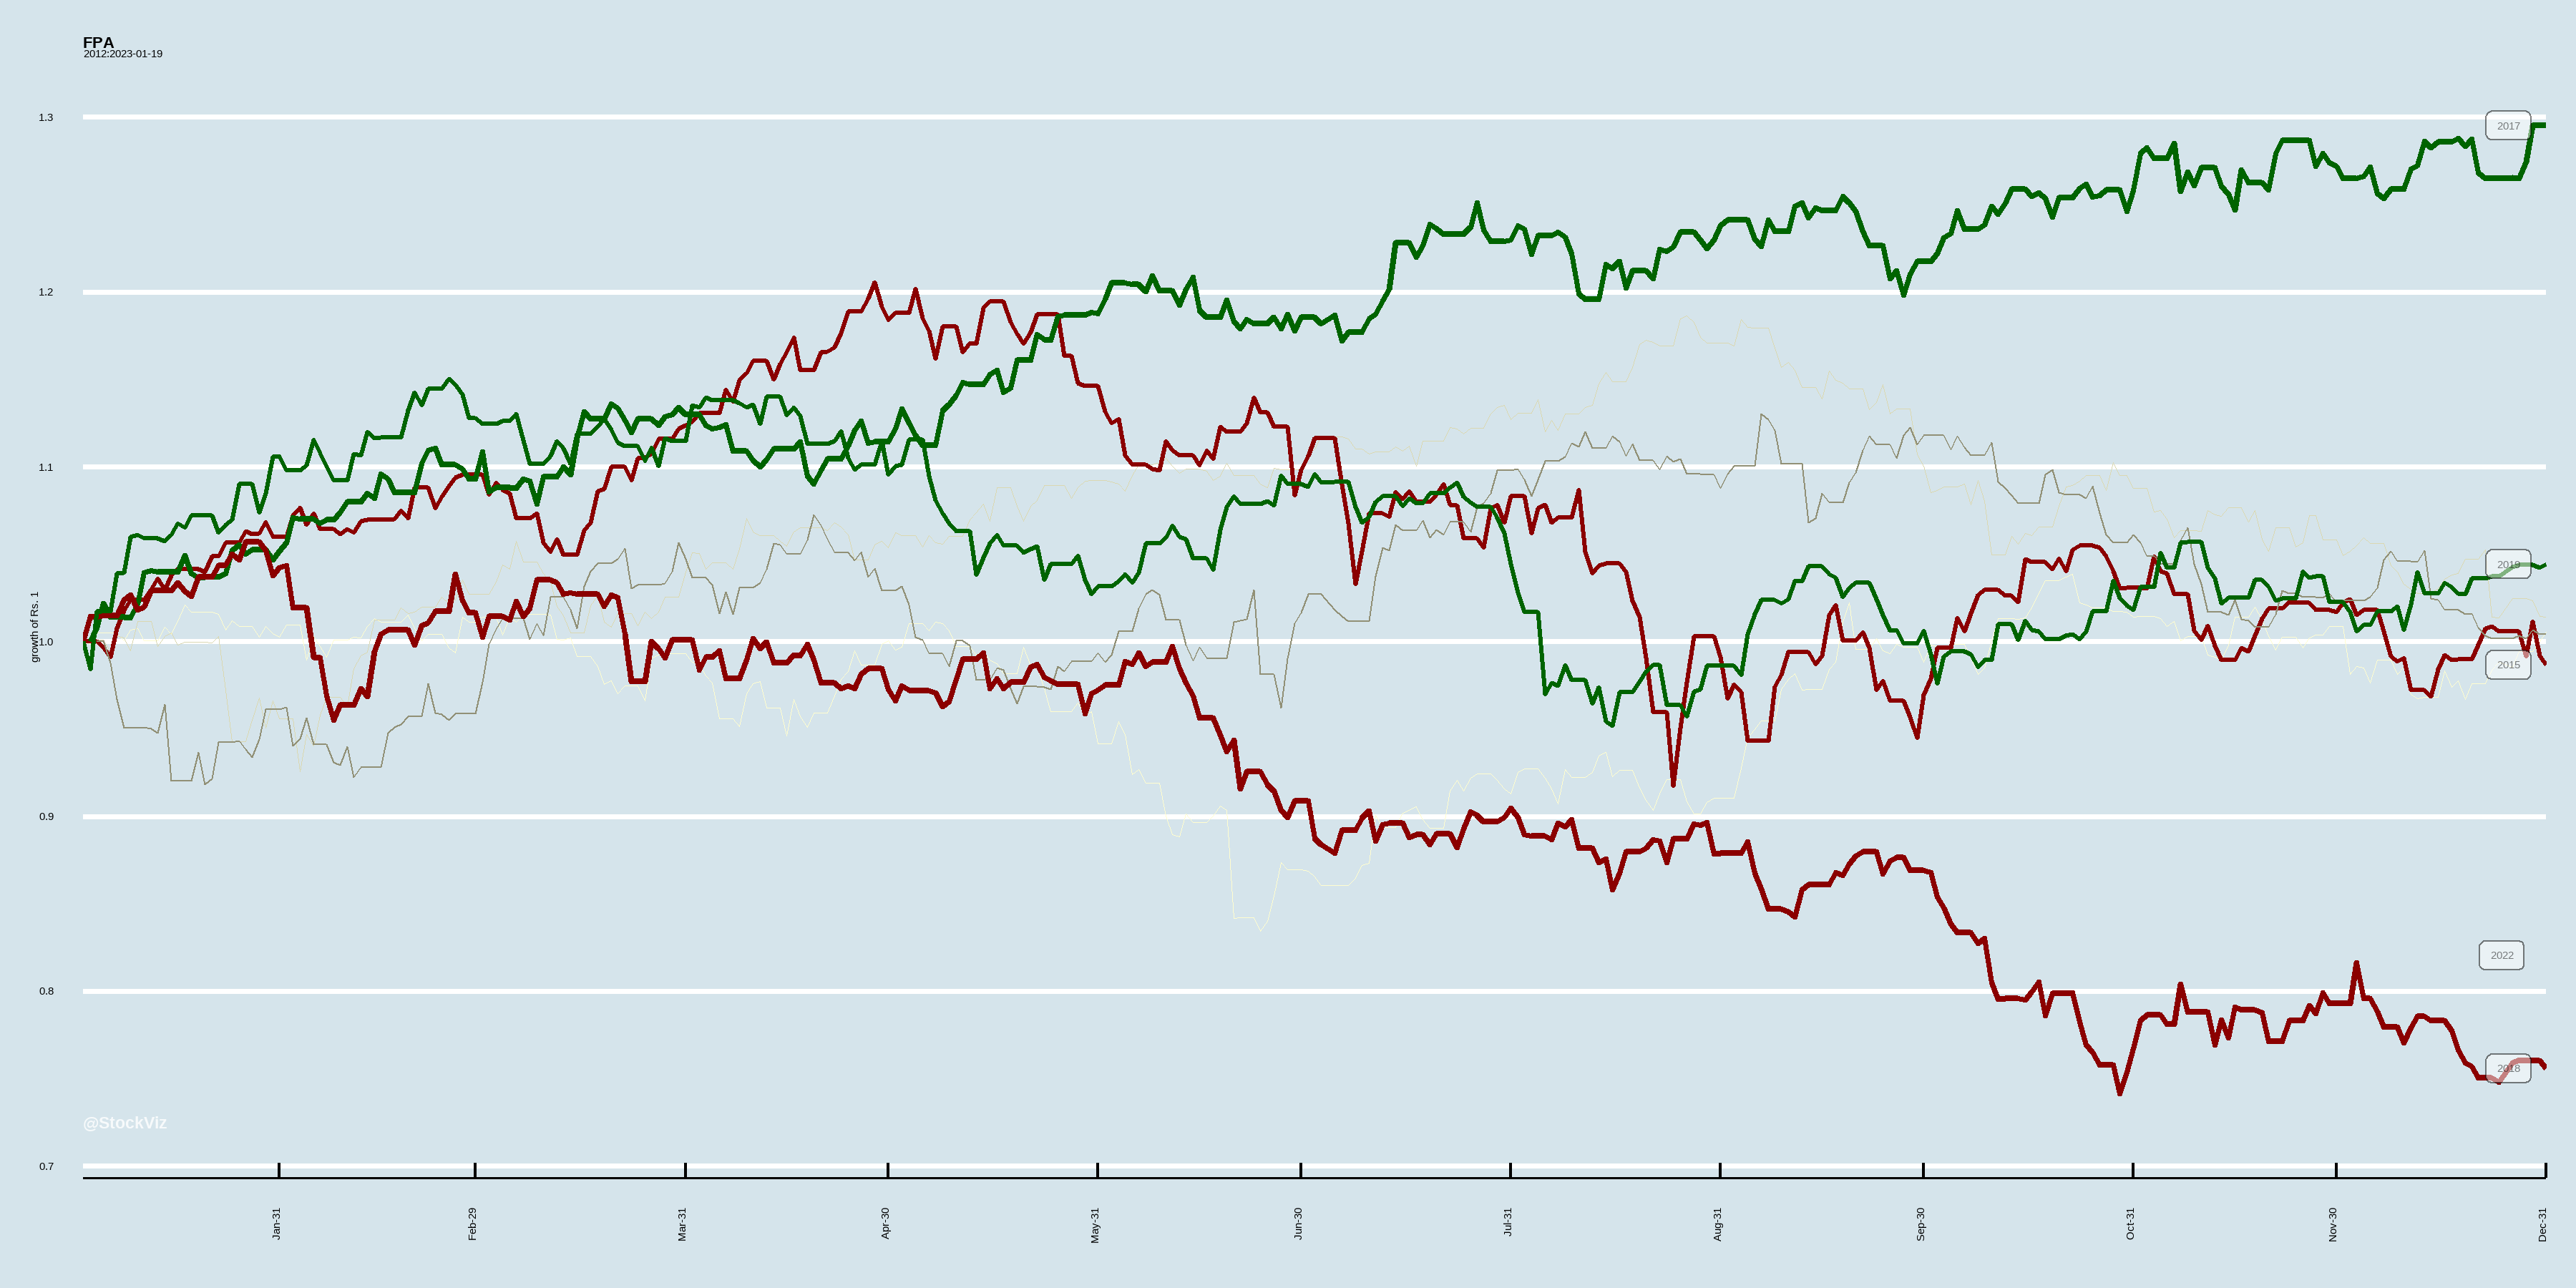 FPA
2012:2023-01-19
1.3
1.2
1.1
1.0
0.9
0.8
0.7
growth of Rs. 1
2017
2019
2015
2022
2018
@StockViz
Jan-31
Feb-29
Mar-31
Apr-30
May-31
Jun-30
Jul-31
Aug-31
Sep-30
Oct-31
Nov-30
Dec-31